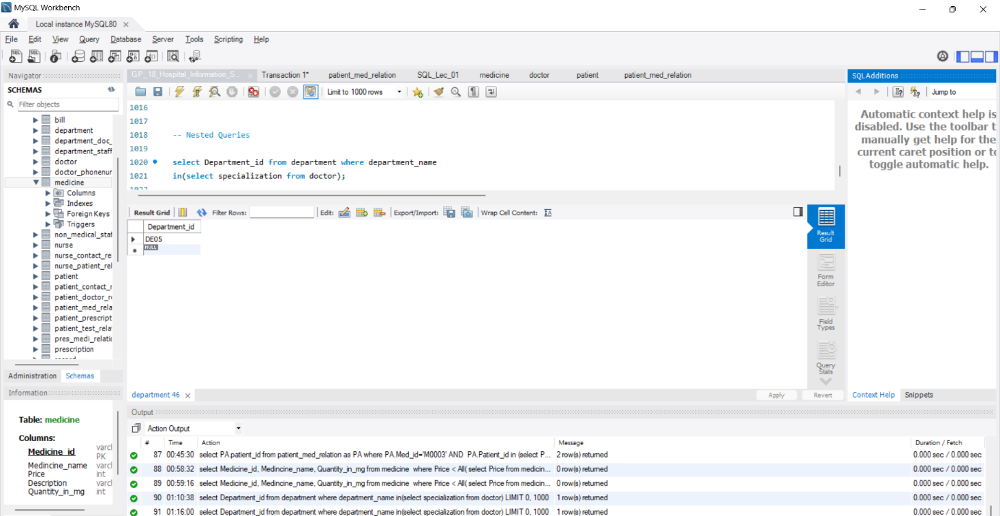 MySQL Workbench
Local instance MySQL80
File Edit View Query Database Server Tools Scripting Help
Navigator
SCHEMAS
Filter objects
bill
department
department_doc_
department_staff
doctor
doctor_phonenur
medicine
Columns
Indexes
Foreign Keys
Triggers
non_medical_staf
nurse
nurse_contact_re
nurse_patient_rel
patient
patient_contact_r
patient_doctor_r
patient_med_rela
patient_prescript
patient_test_rela
pres_medi_relatio
prescription
record
Administration Schemas
Information
Table: medicine
Columns:
Medicine_id varch
PK
Medincine_name varch
Price int
Description varch
Quantity_in_mg int
GP_18_Hospital_Information_S... Transaction 1* patient_med_relation SQL_Lec_01 medicine doctor patient patient_med_relation
Limit to 1000 rows
1016
1017
1018 -- Nested Queries
1019
1020 select Department_id from department where department_name
1021 in(select specialization from doctor);
1022
Result Grid Filter Rows: Edit: Export/Import: Wrap Cell Content:
Department_id
DE05
NULL
Result Grid
Form Editor
Field Types
Query Stats
department 46
Apply Revert
Output
Action Output
# Time Action Message Duration / Fetch
87 00:45:30 select PA.patient_id from patient_med_relation as PA where PA.Med_id='M0003' AND PA.Patient_id in (select P... 2 row(s) returned 0.000 sec / 0.000 sec
88 00:58:32 select Medicine_id, Medincine_name, Quantity_in_mg from medicine where Price < All( select Price from medicin... 0 row(s) returned 0.000 sec / 0.000 sec
89 00:59:16 select Medicine_id, Medincine_name, Quantity_in_mg from medicine where Price < All( select Price from medicin... 0 row(s) returned 0.000 sec / 0.000 sec
90 01:10:38 select Department_id from department where department_name in(select specialization from doctor) LIMIT 0, 1000 1 row(s) returned 0.000 sec / 0.000 sec
91 01:16:00 select Department_id from department where department_name in(select specialization from doctor) LIMIT 0, 1000 1 row(s) returned 0.000 sec / 0.000 sec
SQLAdditions
Jump to
Automatic context help is
disabled. Use the toolbar t
manually get help for the
current caret position or to
toggle automatic help.
Context Help Snippets